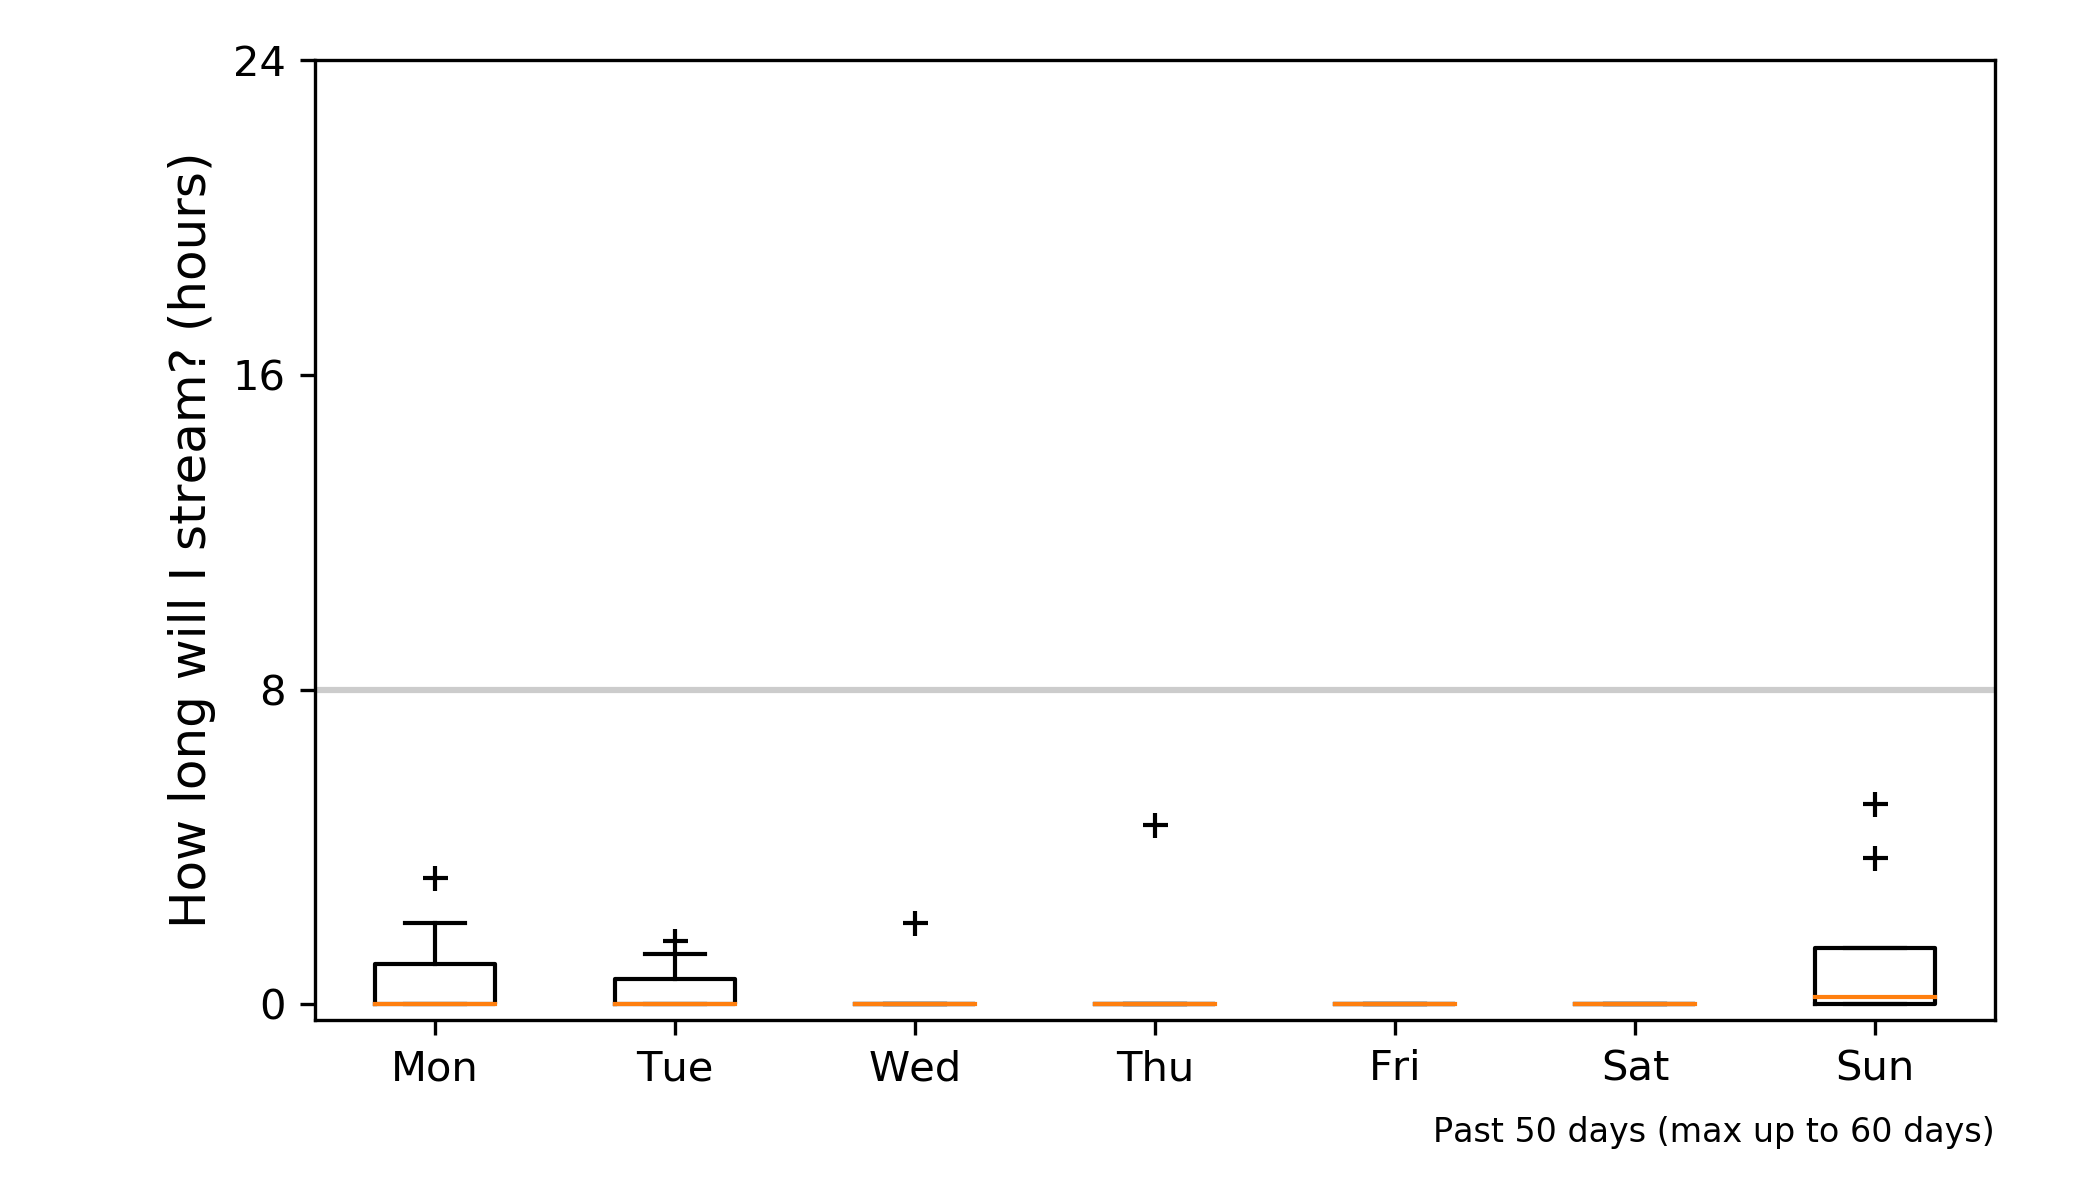 How long will I stream? (hours)
24
16
8
0
Mon Tue Wed Thu Fri Sat Sun
Past 50 days (max up to 60 days)